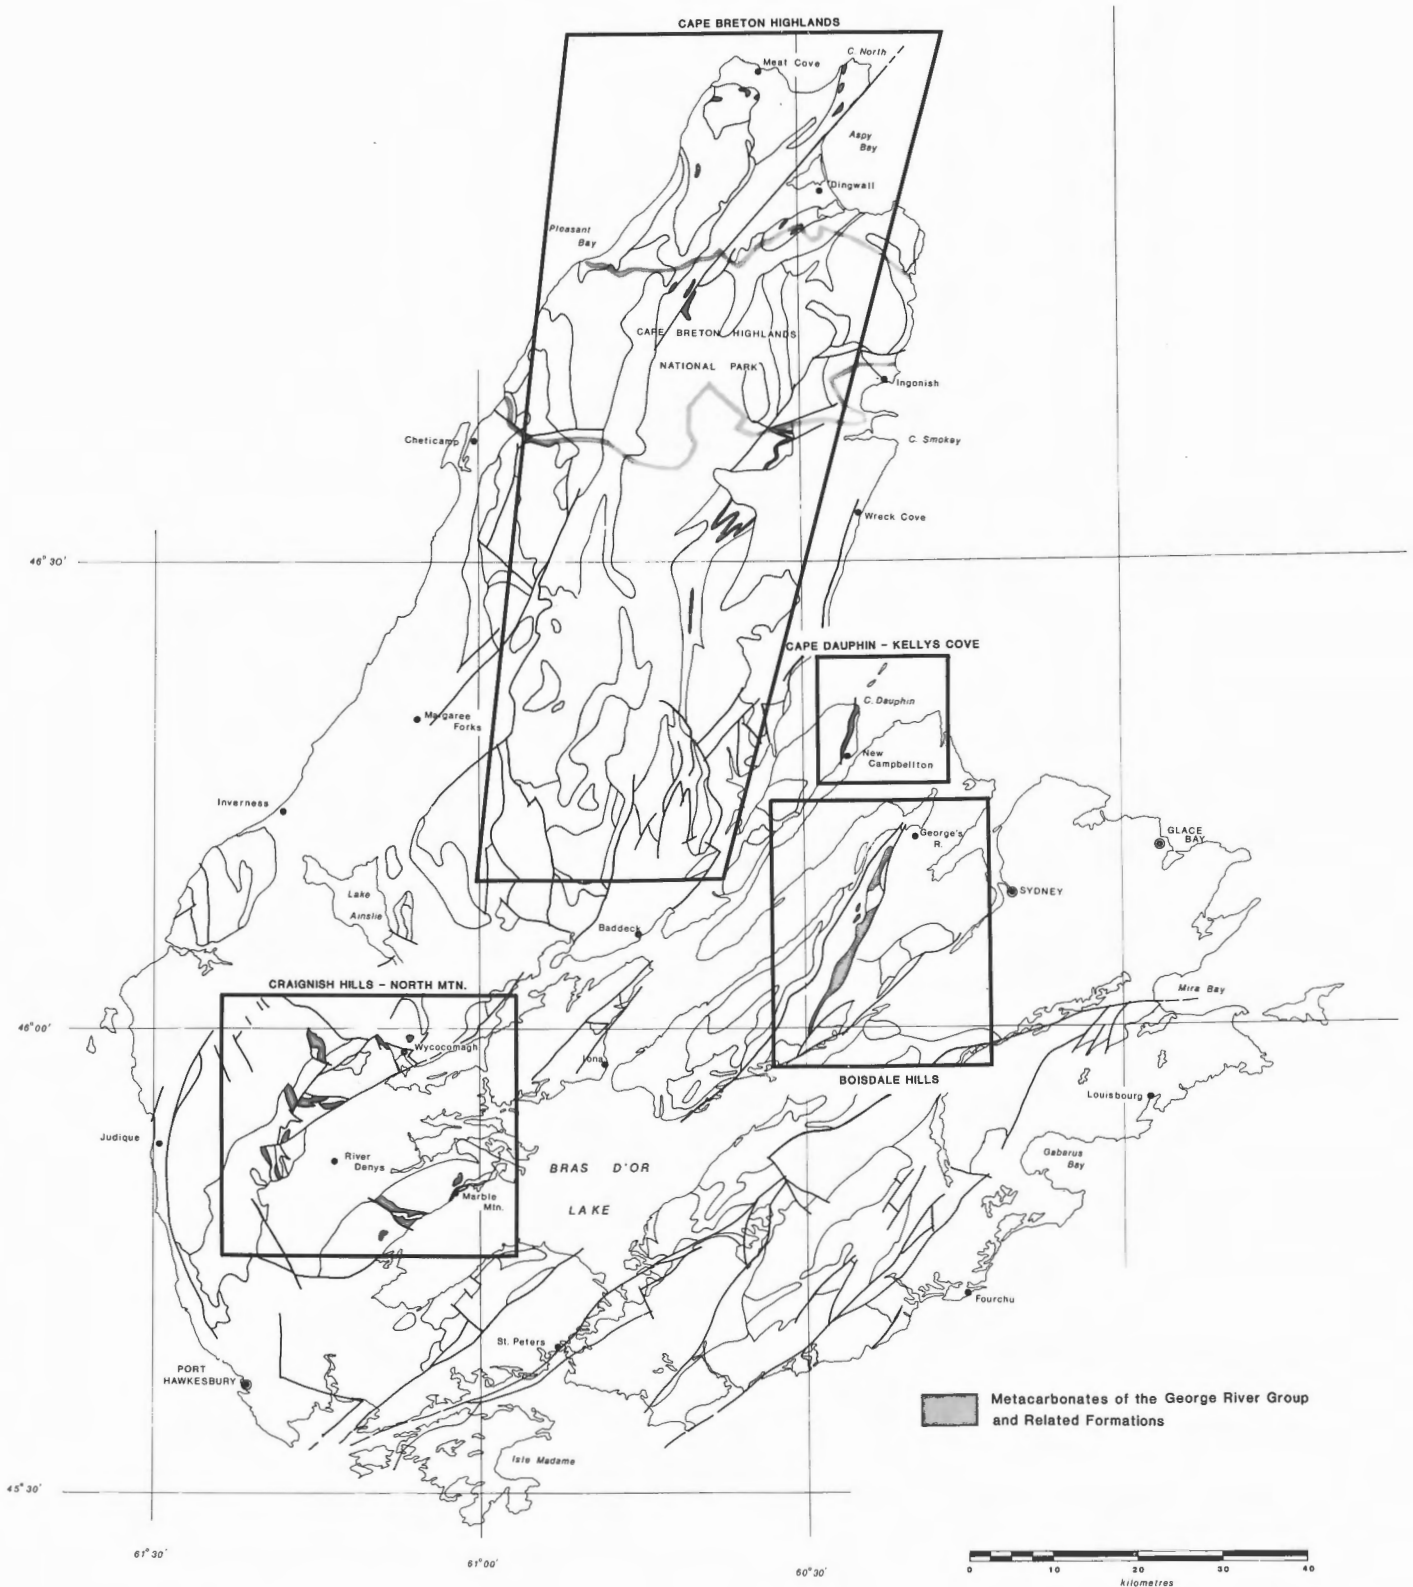 CAPE BRETON HIGHLANDS
C. North
Meat Cove
Aspy
Bay
Dingwall
Pleasant
Bay
CAPE BRETON HIGHLANDS
NATIONAL PARK
Ingonish
Cheticamp
C. Smokey
Wreck Cove
46° 30'
CAPE DAUPHIN - KELLYS COVE
C. Dauphin
Margaree
Forks
New
Campbellton
Inverness
George's
R.
GLACE
BAY
Lake
Ainslie
SYDNEY
Baddeck
CRAIGNISH HILLS - NORTH MTN.
Mira Bay
46° 00'
Wycocomagh
Iona
BOISDALE HILLS
Louisbourg
Judique
River
Denys
BRAS D'OR
LAKE
Gabarus
Bay
Marble
Mtn.
Fourchu
St. Peters
PORT
HAWKESBURY
Metacarbonates of the George River Group
and Related Formations
Isle Madame
45° 30'
61° 30'
61° 00'
60° 30'
0 10 20 30 40
kilometres